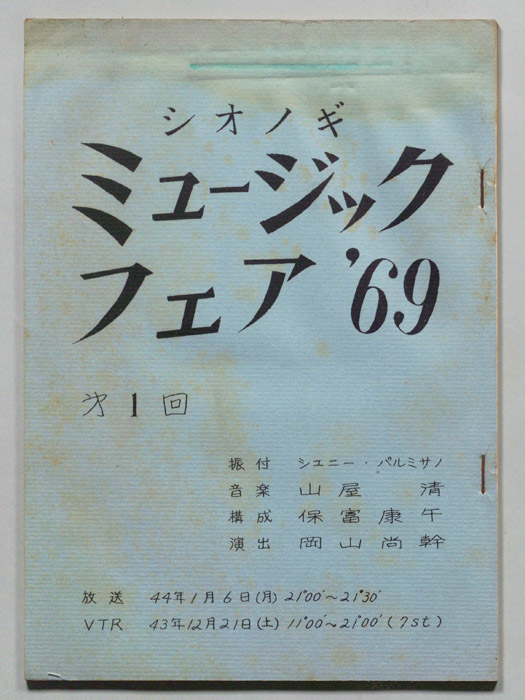 シオノギ
ミュージック
フェア '69
第1回
振付 シュニー・パルミサノ
音楽 山屋 清
構成 保富康午
演出 岡山尚幹
放送 44年1月6日(月) 21°00'~21°30'
VTR 43年12月21日(土) 11°00'~21°00' (7st)